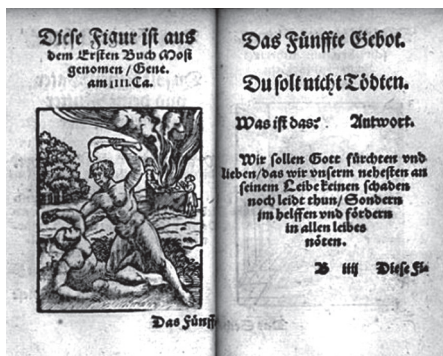 Diese Figur ist aus
dem Ersten Buch Mosi
genomen / Gene.
am IIII. Ca.
Das Fünff
Das Fünffte Gebot.
Du solt nicht Tödten.
Was ist das? Antwort.
Wir sollen Gott fürchten vnd
lieben / das wir vnserm nehesten an
seinem Leibe keinen schaden
noch leidt thun / Sondern
jm helffen vnd fördern
in allen leibes
nöten.
B iiij Diese Fi-